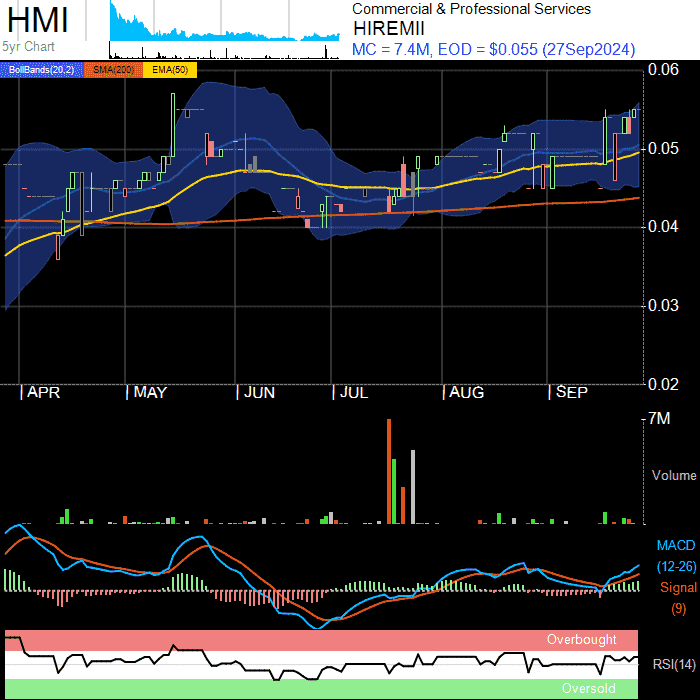 HMI
Commercial & Professional Services
HIREMII
5yr Chart
MC = 7.4M, EOD = $0.055 (27Sep2024)
BollBands(20,2) SMA(200) EMA(50)
0.06
0.05
0.04
0.03
0.02
APR MAY JUN JUL AUG SEP
7M
Volume
MACD
(12-26)
Signal
(9)
Overbought
RSI(14)
Oversold